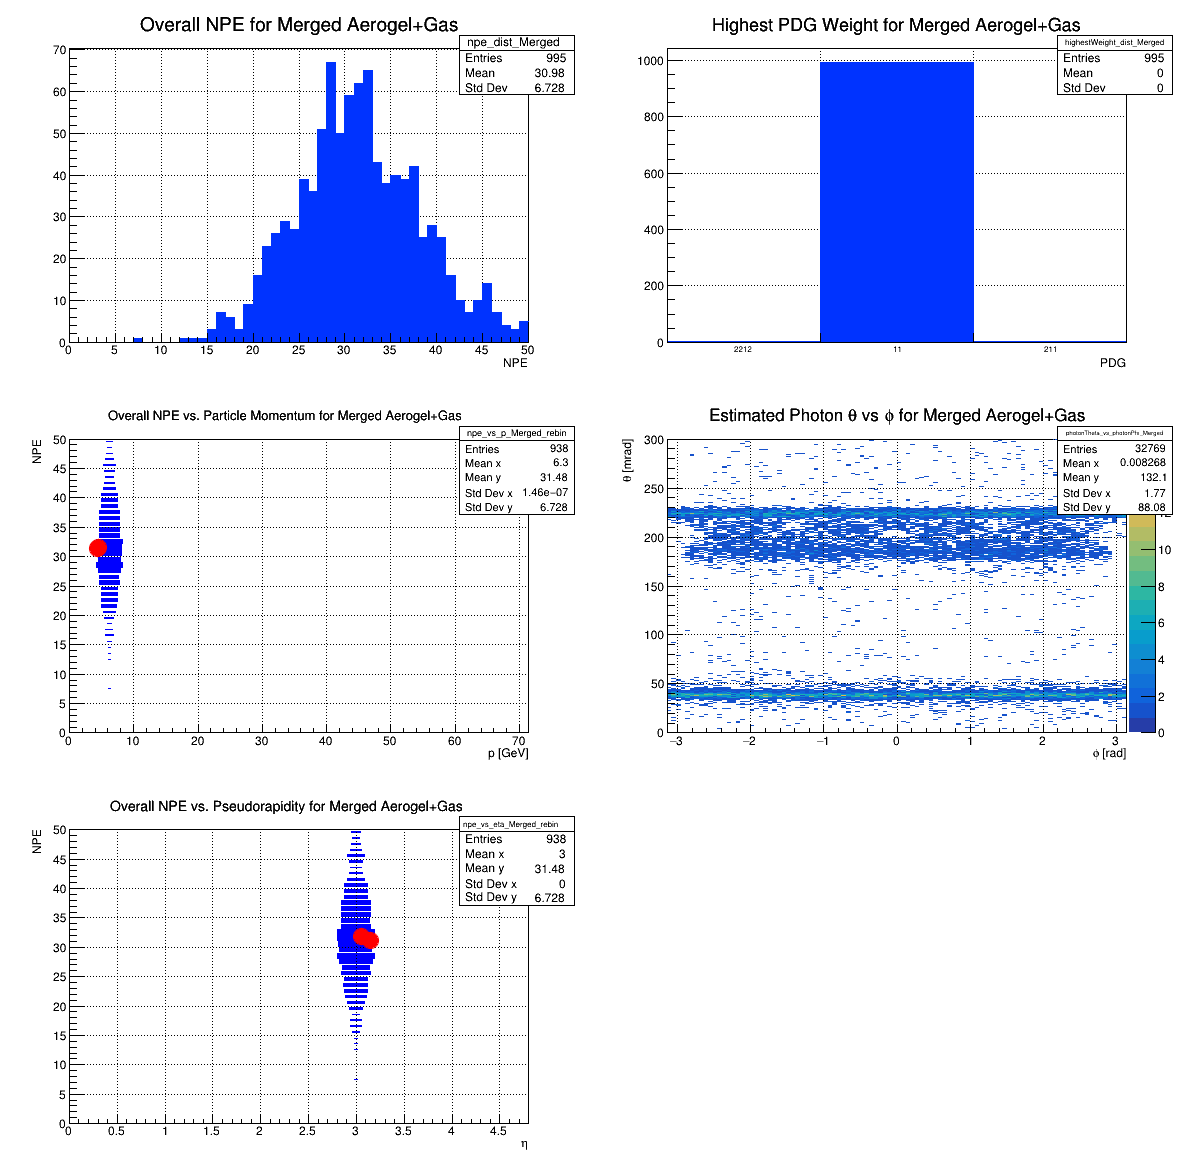 Overall NPE for Merged Aerogel+Gas
npe_dist_Merged
Entries 995
Mean 30.98
Std Dev 6.728
70
60
50
40
30
20
10
0
0 5 10 15 20 25 30 35 40 45 50
NPE
Highest PDG Weight for Merged Aerogel+Gas
highestWeight_dist_Merged
Entries 995
Mean 0
Std Dev 0
1000
800
600
400
200
0
2212 11 211
PDG
Overall NPE vs. Particle Momentum for Merged Aerogel+Gas
npe_vs_p_Merged_rebin
Entries 938
Mean x 6.3
Mean y 31.48
Std Dev x 1.46e−07
Std Dev y 6.728
NPE
50
45
40
35
30
25
20
15
10
5
0
0 10 20 30 40 50 60 70
p [GeV]
Estimated Photon θ vs ϕ for Merged Aerogel+Gas
photonTheta_vs_photonPhi_Merged
Entries 32769
Mean x 0.008268
Mean y 132.1
Std Dev x 1.77
Std Dev y 88.08
θ [mrad]
300
250
200
150
100
50
0
−3 −2 −1 0 1 2 3
ϕ [rad]
10
8
6
4
2
0
Overall NPE vs. Pseudorapidity for Merged Aerogel+Gas
npe_vs_eta_Merged_rebin
Entries 938
Mean x 3
Mean y 31.48
Std Dev x 0
Std Dev y 6.728
NPE
50
45
40
35
30
25
20
15
10
5
0
0 0.5 1 1.5 2 2.5 3 3.5 4 4.5
η